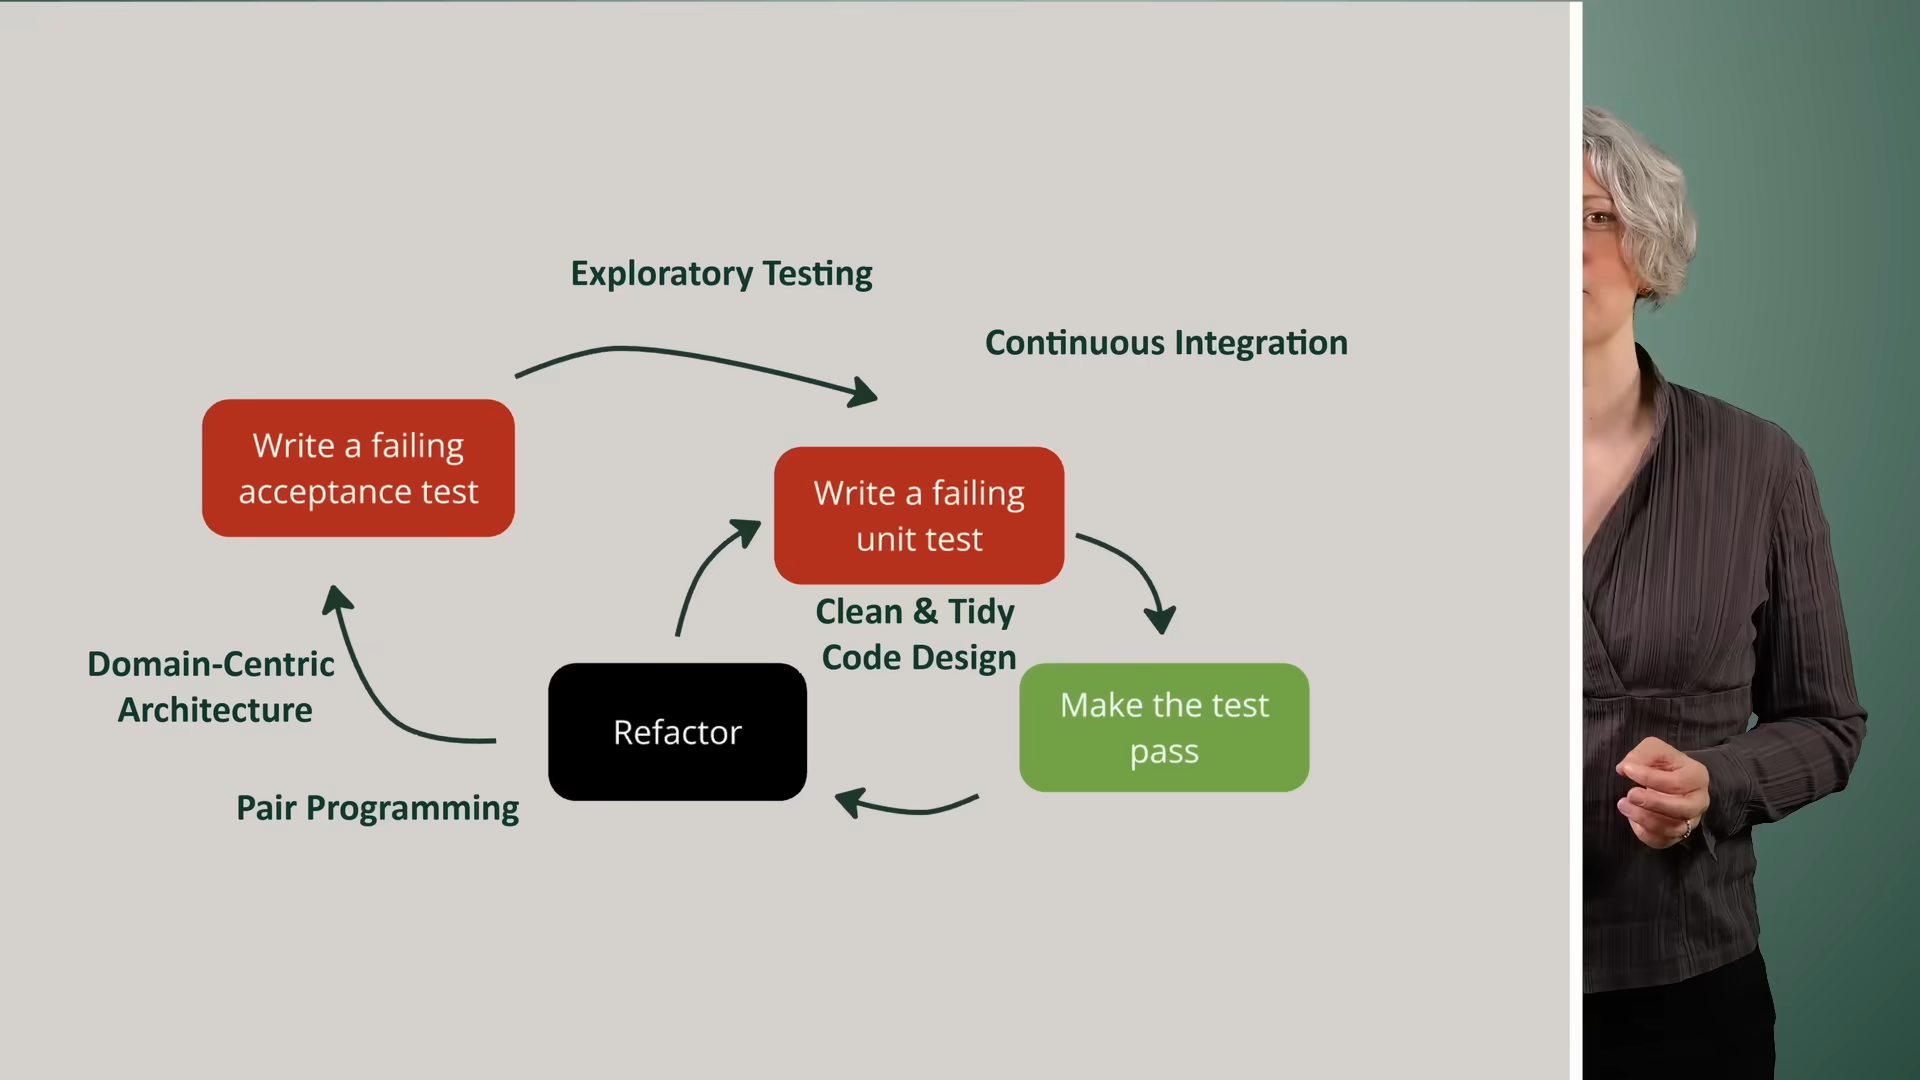 Exploratory Testing
Continuous Integration
Write a failing
acceptance test
Write a failing
unit test
Clean & Tidy
Code Design
Domain-Centric
Architecture
Refactor
Make the test
pass
Pair Programming